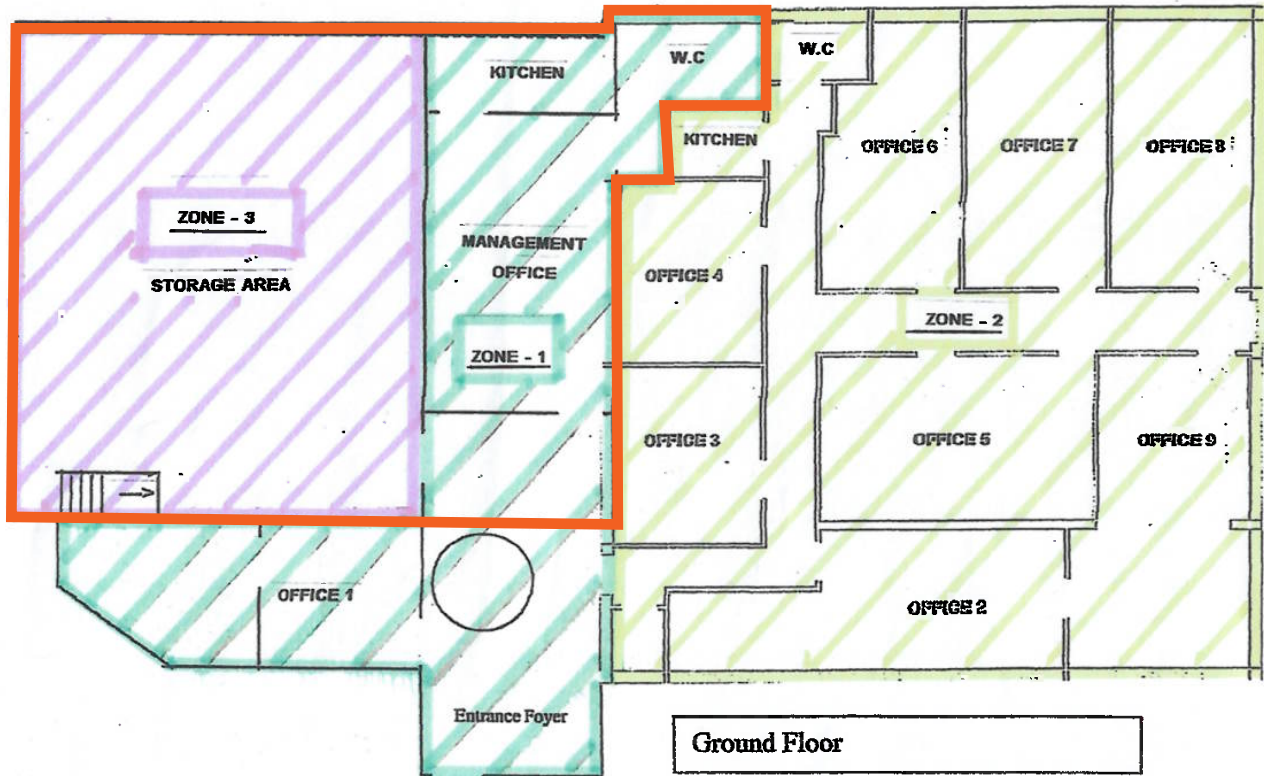 KITCHEN
W.C
W.C
KITCHEN
OFFICE 6
OFFICE 7
OFFICE 8
ZONE - 3
STORAGE AREA
MANAGEMENT
OFFICE
OFFICE 4
ZONE - 2
ZONE - 1
OFFICE 3
OFFICE 5
OFFICE 9
OFFICE 1
OFFICE 2
Entrance Foyer
Ground Floor